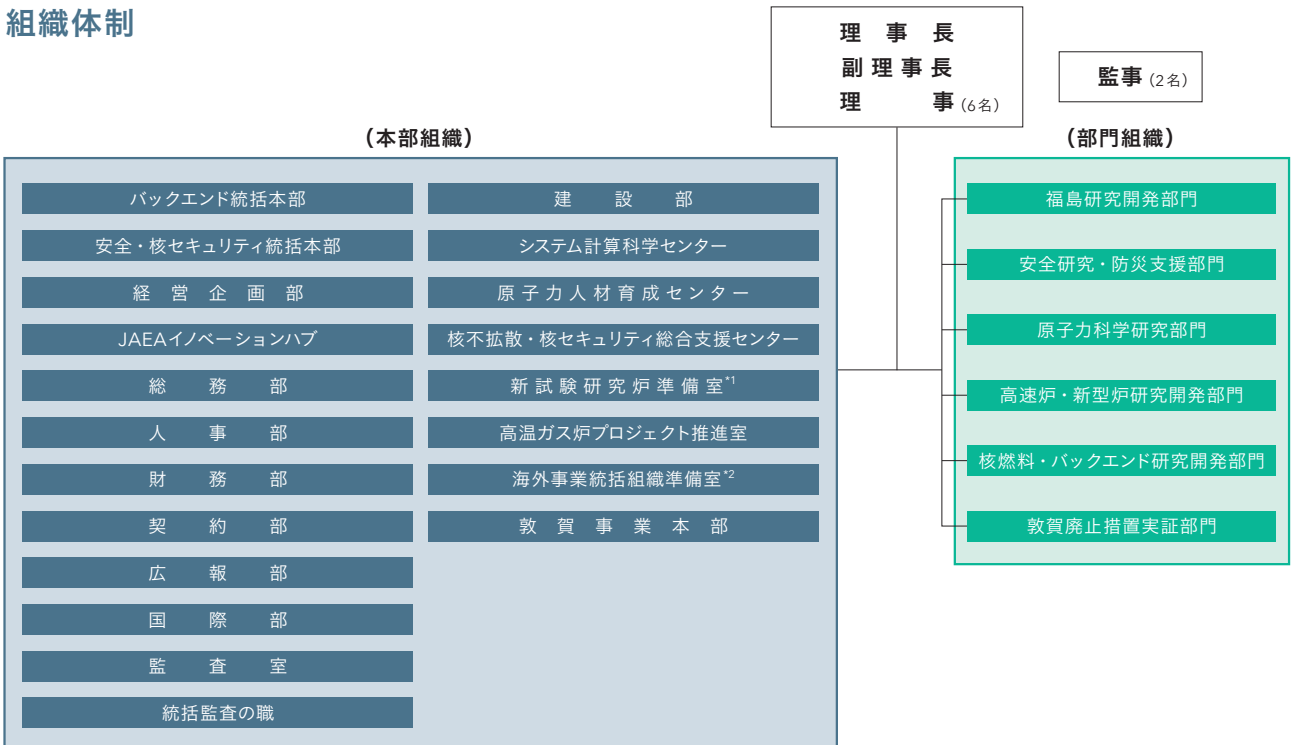 組織体制
理事長
副理事長
理事(6名)
監事(2名)
(本部組織)
バックエンド統括本部
安全・核セキュリティ統括本部
経営企画部
JAEAイノベーションハブ
総務部
人事部
財務部
契約部
広報部
国際部
監査室
統括監査の職
建設部
システム計算科学センター
原子力人材育成センター
核不拡散・核セキュリティ総合支援センター
新試験研究炉準備室*1
高温ガス炉プロジェクト推進室
海外事業統括組織準備室*2
敦賀事業本部
(部門組織)
福島研究開発部門
安全研究・防災支援部門
原子力科学研究部門
高速炉・新型炉研究開発部門
核燃料・バックエンド研究開発部門
敦賀廃止措置実証部門